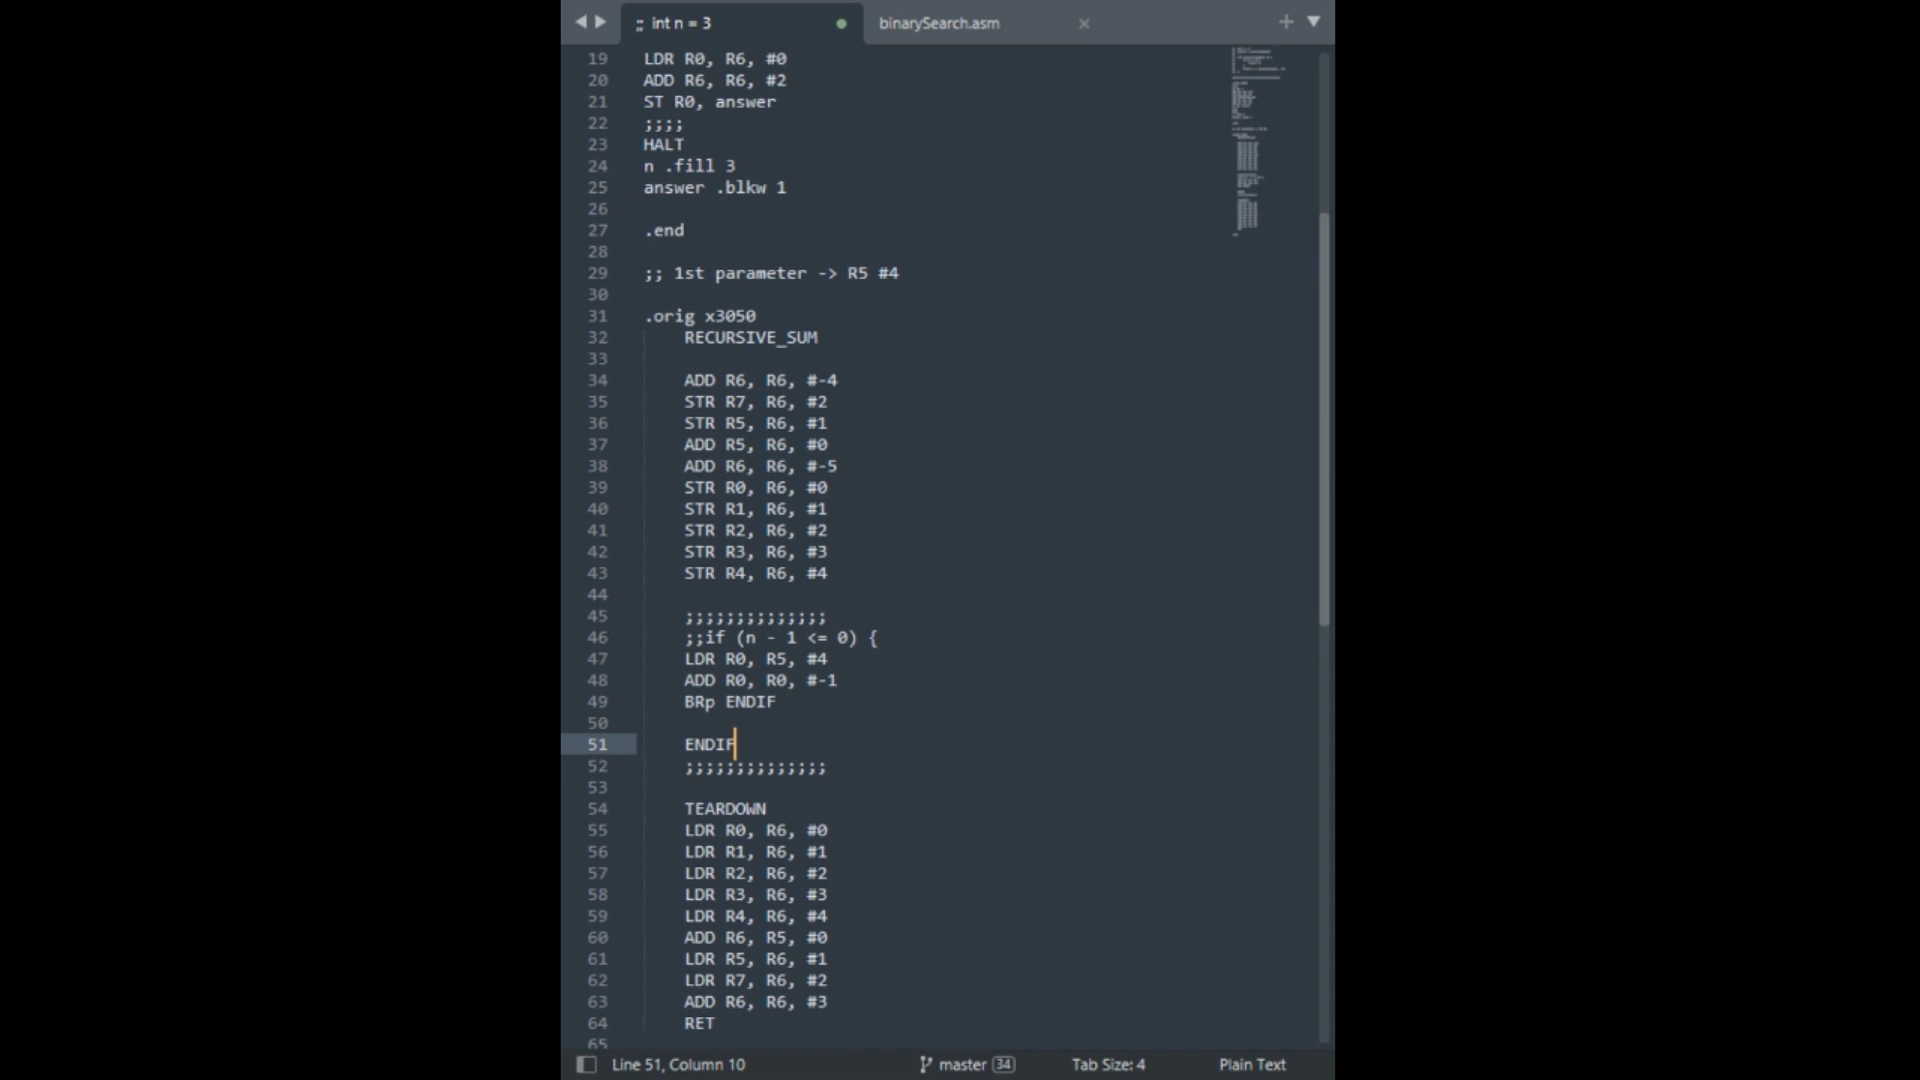 ;; int n = 3
binarySearch.asm
19 LDR R0, R6, #0
20 ADD R6, R6, #2
21 ST R0, answer
22 ;;;;
23 HALT
24 n .fill 3
25 answer .blkw 1
26
27 .end
28
29 ;; 1st parameter -> R5 #4
30
31 .orig x3050
32 RECURSIVE_SUM
33
34 ADD R6, R6, #-4
35 STR R7, R6, #2
36 STR R5, R6, #1
37 ADD R5, R6, #0
38 ADD R6, R6, #-5
39 STR R0, R6, #0
40 STR R1, R6, #1
41 STR R2, R6, #2
42 STR R3, R6, #3
43 STR R4, R6, #4
44
45 ;;;;;;;;;;;;;;
46 ;;if (n - 1 <= 0) {
47 LDR R0, R5, #4
48 ADD R0, R0, #-1
49 BRp ENDIF
50
51 ENDIF
52 ;;;;;;;;;;;;;;
53
54 TEARDOWN
55 LDR R0, R6, #0
56 LDR R1, R6, #1
57 LDR R2, R6, #2
58 LDR R3, R6, #3
59 LDR R4, R6, #4
60 ADD R6, R5, #0
61 LDR R5, R6, #1
62 LDR R7, R6, #2
63 ADD R6, R6, #3
64 RET
65
Line 51, Column 10
master 34
Tab Size: 4
Plain Text